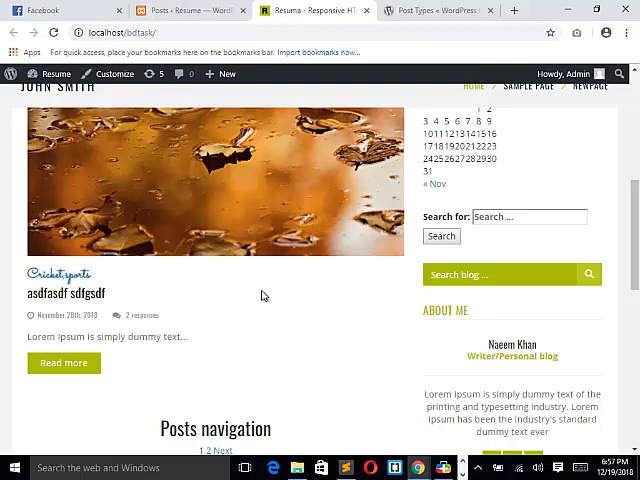 Facebook
Posts ‹ Resume — WordP
Resuma - Responsive HT
Post Types « WordPress
localhost/bdtask/
Apps For quick access, place your bookmarks here on the bookmarks bar. Import bookmarks now...
Resume Customize 5 0 New Howdy, Admin
JOHN SMITH
HOME / SAMPLE PAGE / NEWPAGE
1 2
3 4 5 6 7 8 9
10 11 12 13 14 15 16
17 18 19 20 21 22 23
24 25 26 27 28 29 30
31
« Nov
Search for: Search ...
Search
Cricket,sports
asdfasdf sdfgsdf
November 28th, 2018 2 responses
Lorem Ipsum is simply dummy text...
Read more
Posts navigation
1 2 Next
Search blog ...
ABOUT ME
Naeem Khan
Writer/Personal blog
Lorem Ipsum is simply dummy text of the
printing and typesetting industry. Lorem
Ipsum has been the industry's standard
dummy text ever
Search the web and Windows
6:57 PM
12/19/2018